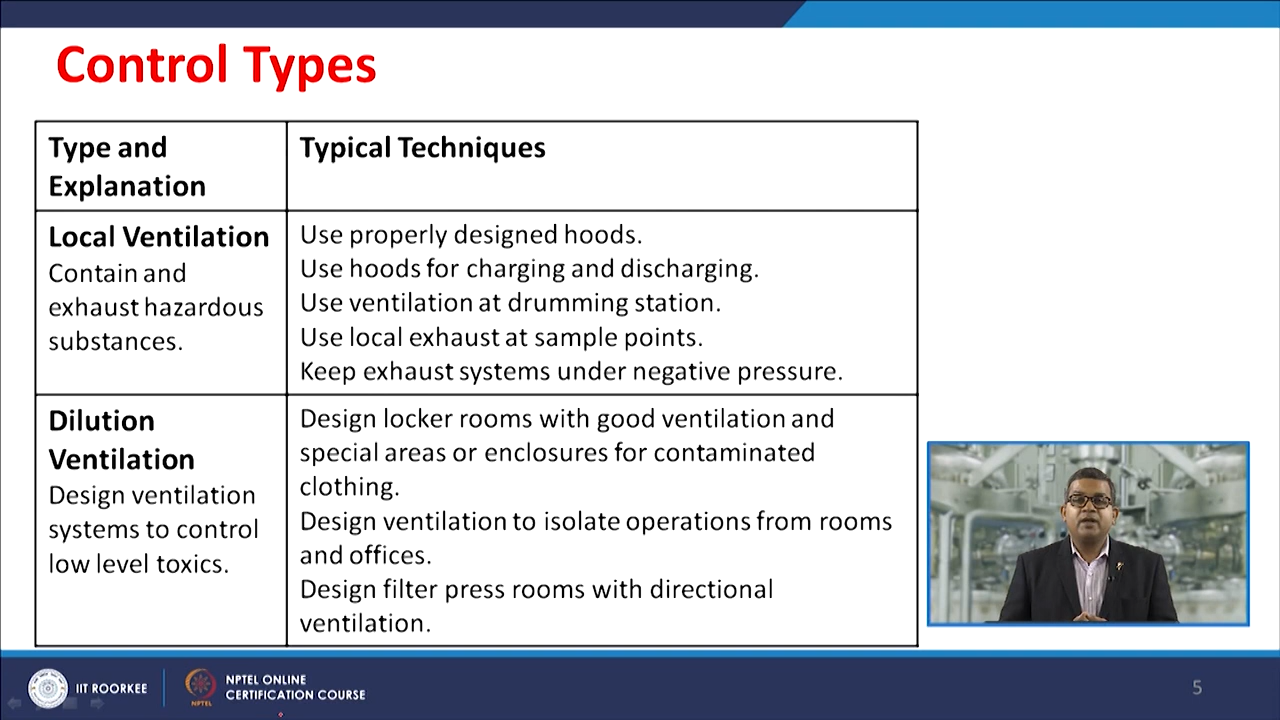 Control Types
Type and
Explanation
Typical Techniques
Local Ventilation
Contain and
exhaust hazardous
substances.
Use properly designed hoods.
Use hoods for charging and discharging.
Use ventilation at drumming station.
Use local exhaust at sample points.
Keep exhaust systems under negative pressure.
Dilution
Ventilation
Design ventilation
systems to control
low level toxics.
Design locker rooms with good ventilation and
special areas or enclosures for contaminated
clothing.
Design ventilation to isolate operations from rooms
and offices.
Design filter press rooms with directional
ventilation.
IIT ROORKEE
NPTEL
NPTEL ONLINE
CERTIFICATION COURSE
5